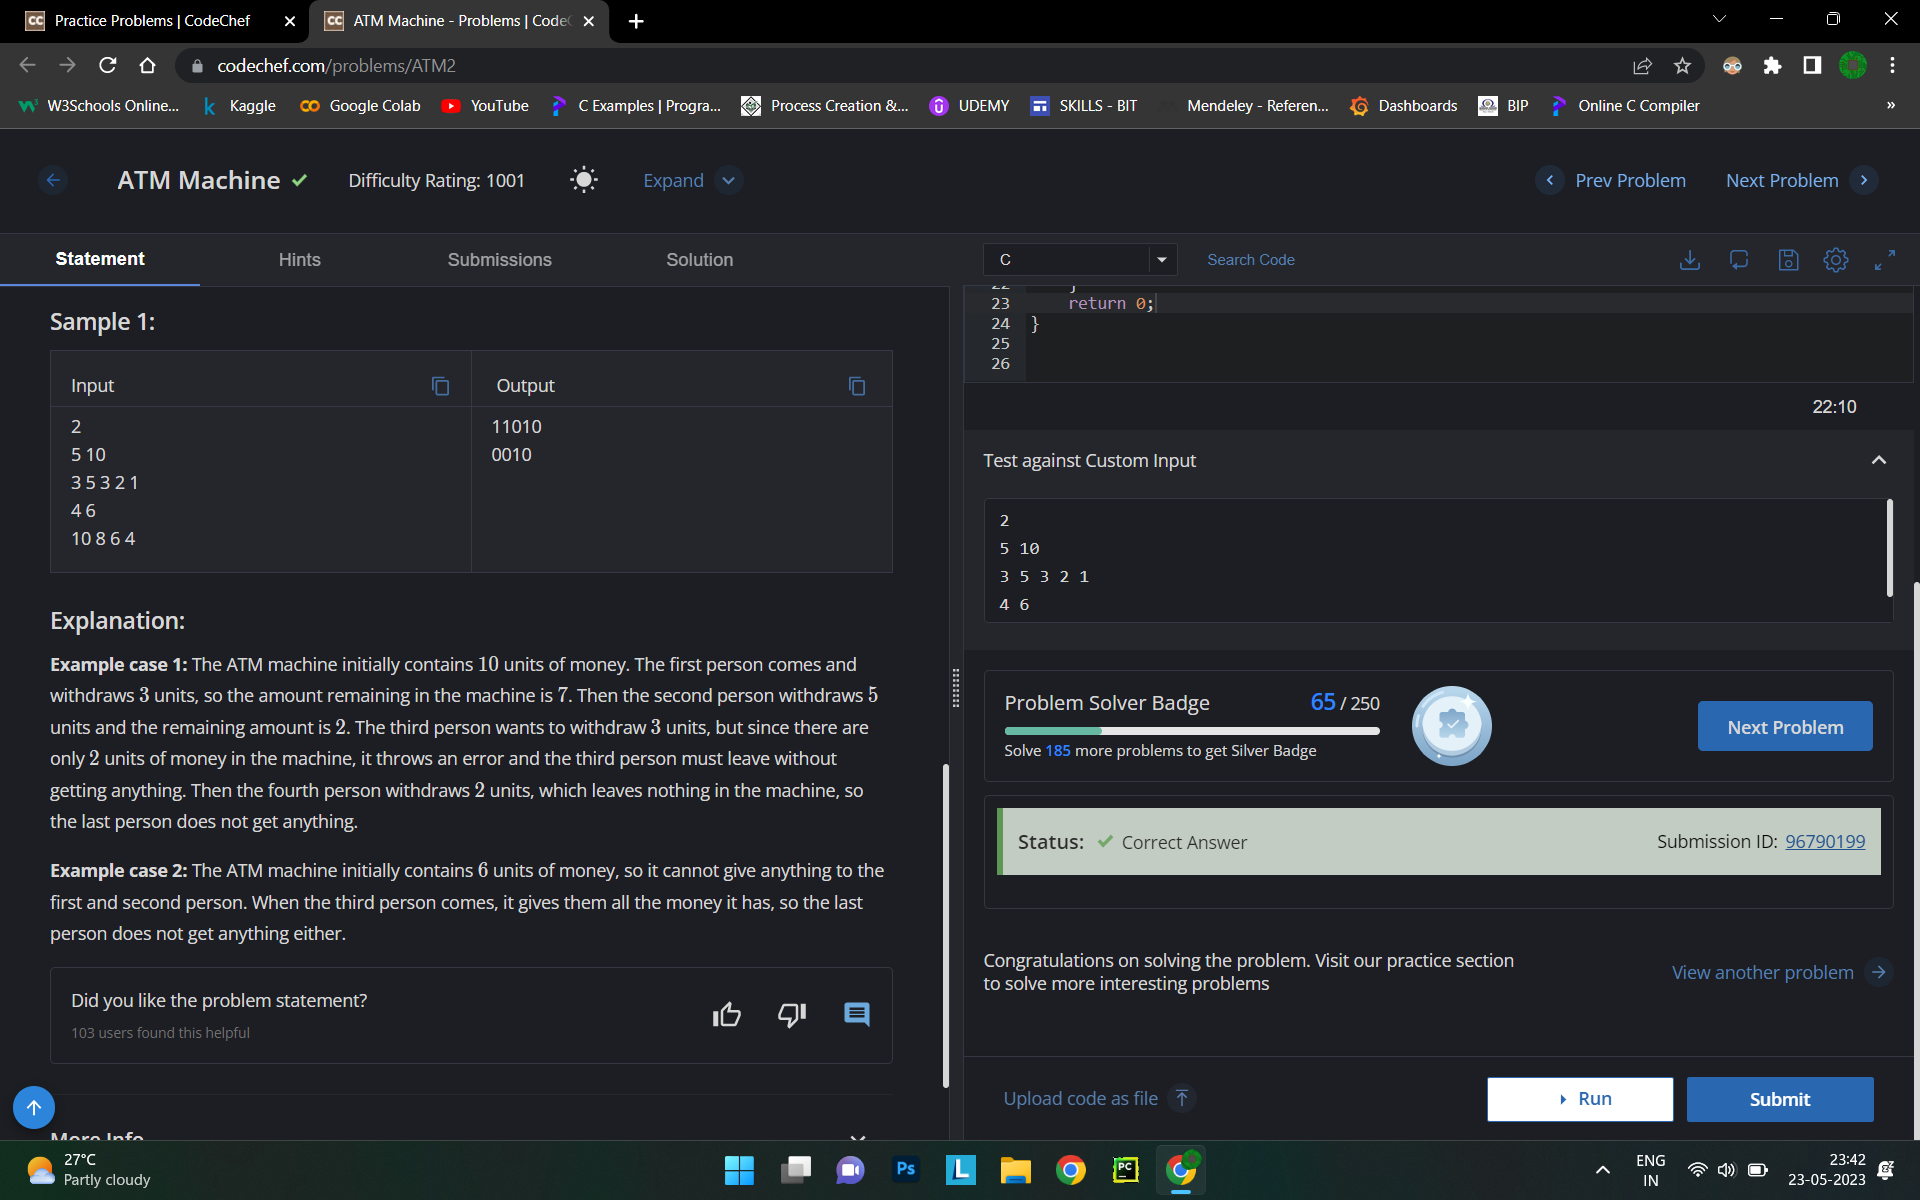 Practice Problems | CodeChef
ATM Machine - Problems | Code
codechef.com/problems/ATM2
W3Schools Online...
Kaggle
Google Colab
YouTube
C Examples | Progra...
Process Creation &...
UDEMY
SKILLS - BIT
Mendeley - Referen...
Dashboards
BIP
Online C Compiler
»
ATM Machine
Difficulty Rating: 1001
Expand
Prev Problem
Next Problem
Statement
Hints
Submissions
Solution
C
Search Code
Sample 1:
Input
Output
2
5 10
3 5 3 2 1
4 6
10 8 6 4
11010
0010
Explanation:
Example case 1: The ATM machine initially contains 10 units of money. The first person comes and
withdraws 3 units, so the amount remaining in the machine is 7. Then the second person withdraws 5
units and the remaining amount is 2. The third person wants to withdraw 3 units, but since there are
only 2 units of money in the machine, it throws an error and the third person must leave without
getting anything. Then the fourth person withdraws 2 units, which leaves nothing in the machine, so
the last person does not get anything.
Example case 2: The ATM machine initially contains 6 units of money, so it cannot give anything to the
first and second person. When the third person comes, it gives them all the money it has, so the last
person does not get anything either.
Did you like the problem statement?
103 users found this helpful
More Info
22 }
23 return 0;
24 }
25
26
22:10
Test against Custom Input
2
5 10
3 5 3 2 1
4 6
Problem Solver Badge
65 / 250
Solve 185 more problems to get Silver Badge
Next Problem
Status: Correct Answer
Submission ID: 96790199
Congratulations on solving the problem. Visit our practice section
to solve more interesting problems
View another problem
Upload code as file
Run
Submit
27°C
Partly cloudy
Ps
L
PC
ENG
IN
23:42
23-05-2023